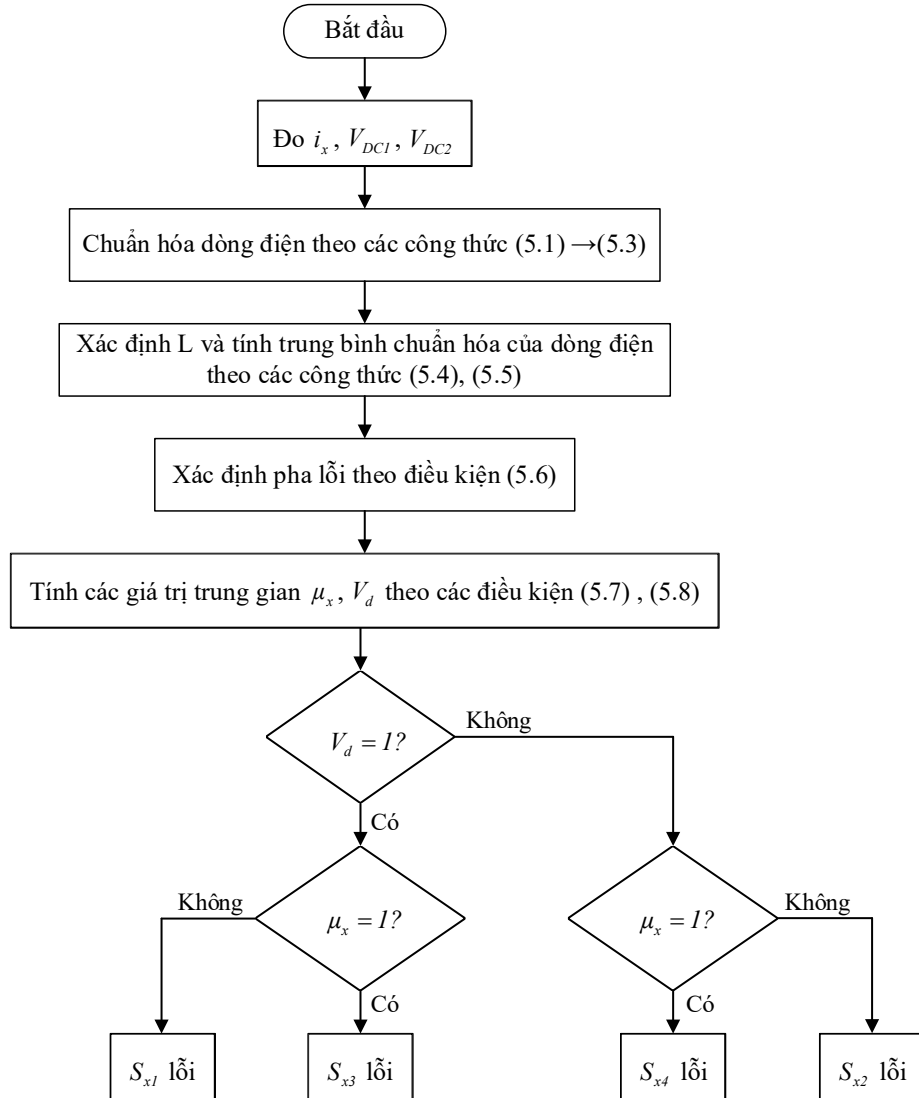 Bắt đầu
Đo i_x , V_DC1 , V_DC2
Chuẩn hóa dòng điện theo các công thức (5.1) →(5.3)
Xác định L và tính trung bình chuẩn hóa của dòng điện
theo các công thức (5.4), (5.5)
Xác định pha lỗi theo điều kiện (5.6)
Tính các giá trị trung gian μ_x , V_d theo các điều kiện (5.7) , (5.8)
V_d = 1?
Không
Có
μ_x = 1?
Không
Có
μ_x = 1?
Không
Có
S_x1 lỗi
S_x3 lỗi
S_x4 lỗi
S_x2 lỗi